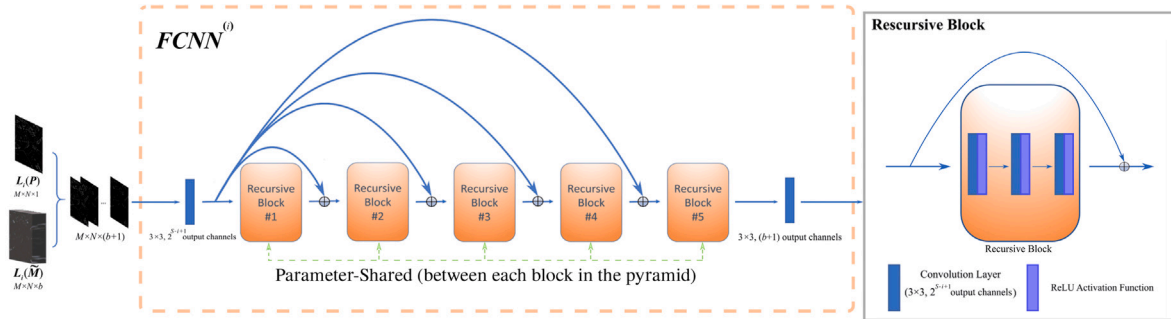 L_i(P)
M×N×1
L_i(M̃)
M×N×b
...
M×N×(b+1)
FCNN^(i)
3×3, 2^{S-i+1} output channels
Recursive
Block
#1
Recursive
Block
#2
Recursive
Block
#3
Recursive
Block
#4
Recursive
Block
#5
3×3, (b+1) output channels
Parameter-Shared (between each block in the pyramid)
Rescursive Block
Recursive Block
Convolution Layer
(3×3, 2^{S-i+1} output channels)
ReLU Activation Function